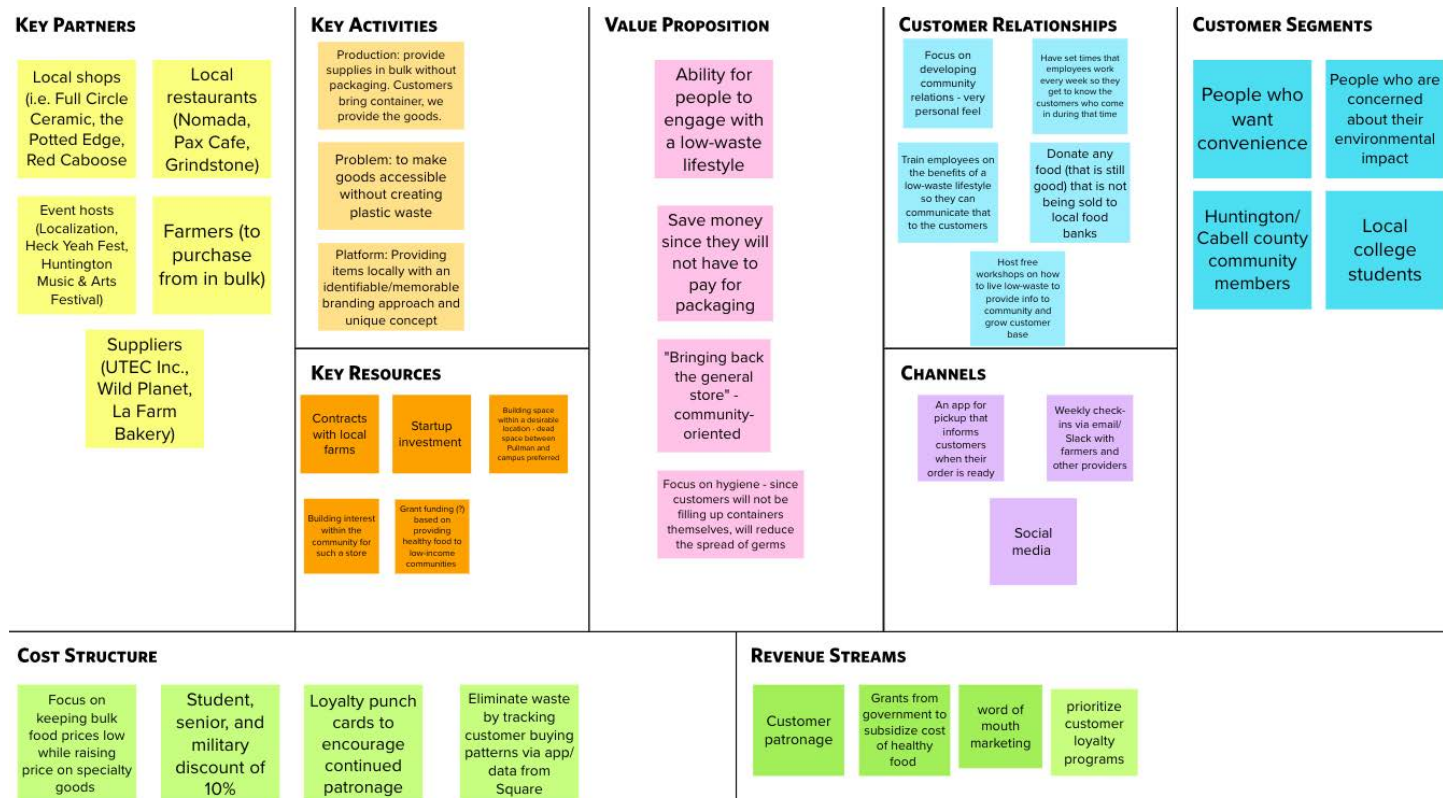 KEY PARTNERS
Local shops
(i.e. Full Circle
Ceramic, the
Potted Edge,
Red Caboose
Local
restaurants
(Nomada,
Pax Cafe,
Grindstone)
Event hosts
(Localization,
Heck Yeah Fest,
Huntington
Music & Arts
Festival)
Farmers (to
purchase
from in bulk)
Suppliers
(UTEC Inc.,
Wild Planet,
La Farm
Bakery)
KEY ACTIVITIES
Production: provide
supplies in bulk without
packaging. Customers
bring container, we
provide the goods.
Problem: to make
goods accessible
without creating
plastic waste
Platform: Providing
items locally with an
identifiable/memorable
branding approach and
unique concept
KEY RESOURCES
Contracts
with local
farms
Startup
investment
Building space
within a desirable
location - dead
space between
Pullman and
campus preferred
Building interest
within the
community for
such a store
Grant funding (?)
based on
providing
healthy food to
low-income
communities
VALUE PROPOSITION
Ability for
people to
engage with
a low-waste
lifestyle
Save money
since they will
not have to
pay for
packaging
"Bringing back
the general
store" -
community-
oriented
Focus on hygiene - since
customers will not be
filling up containers
themselves, will reduce
the spread of germs
CUSTOMER RELATIONSHIPS
Focus on
developing
community
relations - very
personal feel
Have set times that
employees work
every week so they
get to know the
customers who come
in during that time
Train employees on
the benefits of a
low-waste lifestyle
so they can
communicate that
to the customers
Donate any
food (that is still
good) that is not
being sold to
local food
banks
Host free
workshops on how
to live low-waste to
provide info to
community and
grow customer
base
CHANNELS
An app for
pickup that
informs
customers
when their
order is ready
Weekly check-
ins via email/
Slack with
farmers and
other providers
Social
media
CUSTOMER SEGMENTS
People who
want
convenience
People who are
concerned
about their
environmental
impact
Huntington/
Cabell county
community
members
Local
college
students
COST STRUCTURE
Focus on
keeping bulk
food prices low
while raising
price on specialty
goods
Student,
senior, and
military
discount of
10%
Loyalty punch
cards to
encourage
continued
patronage
Eliminate waste
by tracking
customer buying
patterns via app/
data from
Square
REVENUE STREAMS
Customer
patronage
Grants from
government to
subsidize cost
of healthy
food
word of
mouth
marketing
prioritize
customer
loyalty
programs